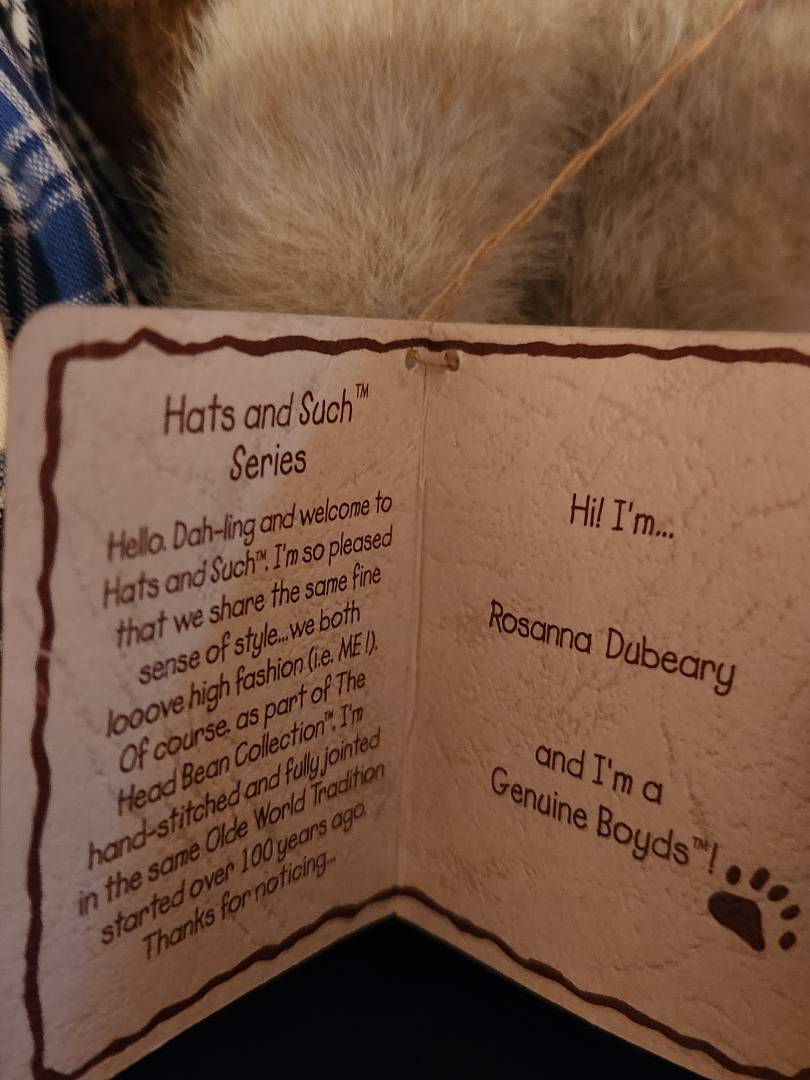 Hats and Such™
Series
Hello. Dah-ling and welcome to
Hats and Such™. I'm so pleased
that we share the same fine
sense of style...we both
looove high fashion (i.e. ME!).
Of course. as part of The
Head Bean Collection™. I'm
hand-stitched and fully jointed
in the same Olde World Tradition
started over 100 years ago.
Thanks for noticing...
Hi! I'm...
Rosanna Dubeary
and I'm a
Genuine Boyds™!